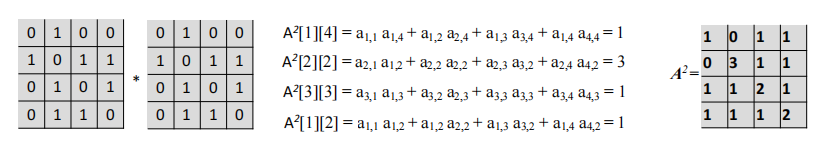 0 1 0 0
1 0 1 1
0 1 0 1
0 1 1 0
*
0 1 0 0
1 0 1 1
0 1 0 1
0 1 1 0
A²[1][4] = a₁,₁ a₁,₄ + a₁,₂ a₂,₄ + a₁,₃ a₃,₄ + a₁,₄ a₄,₄ = 1
A²[2][2] = a₂,₁ a₁,₂ + a₂,₂ a₂,₂ + a₂,₃ a₃,₂ + a₂,₄ a₄,₂ = 3
A²[3][3] = a₃,₁ a₁,₃ + a₃,₂ a₂,₃ + a₃,₃ a₃,₃ + a₃,₄ a₄,₃ = 1
A²[1][2] = a₁,₁ a₁,₂ + a₁,₂ a₂,₂ + a₁,₃ a₃,₂ + a₁,₄ a₄,₂ = 1
A²=
1 0 1 1
0 3 1 1
1 1 2 1
1 1 1 2